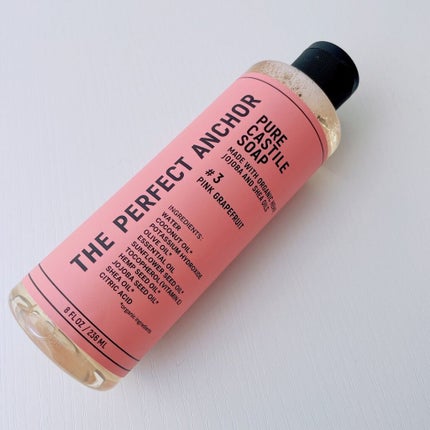 THE PERFECT ANCHOR
PURE
CASTILE
SOAP
MADE WITH ORGANIC HEMP,
JOJOBA AND SHEA OILS
#3
PINK GRAPEFRUIT
INGREDIENTS:
WATER
COCONUT OIL*
POTASSIUM HYDROXIDE
OLIVE OIL*
ESSENTIAL OIL
SUNFLOWER SEED OIL*
TOCOPHEROL (VITAMIN E)
HEMP SEED OIL*
JOJOBA SEED OIL*
SHEA OIL*
CITRIC ACID
*organic ingredients
8 FL OZ / 236 ML